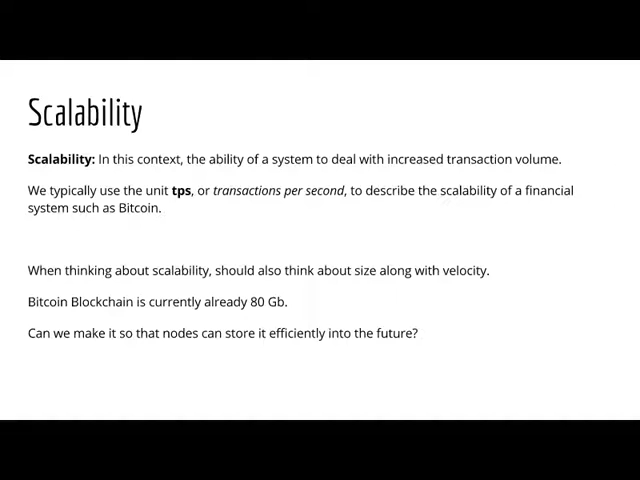 Scalability
Scalability: In this context, the ability of a system to deal with increased transaction volume.
We typically use the unit tps, or transactions per second, to describe the scalability of a financial
system such as Bitcoin.
When thinking about scalability, should also think about size along with velocity.
Bitcoin Blockchain is currently already 80 Gb.
Can we make it so that nodes can store it efficiently into the future?